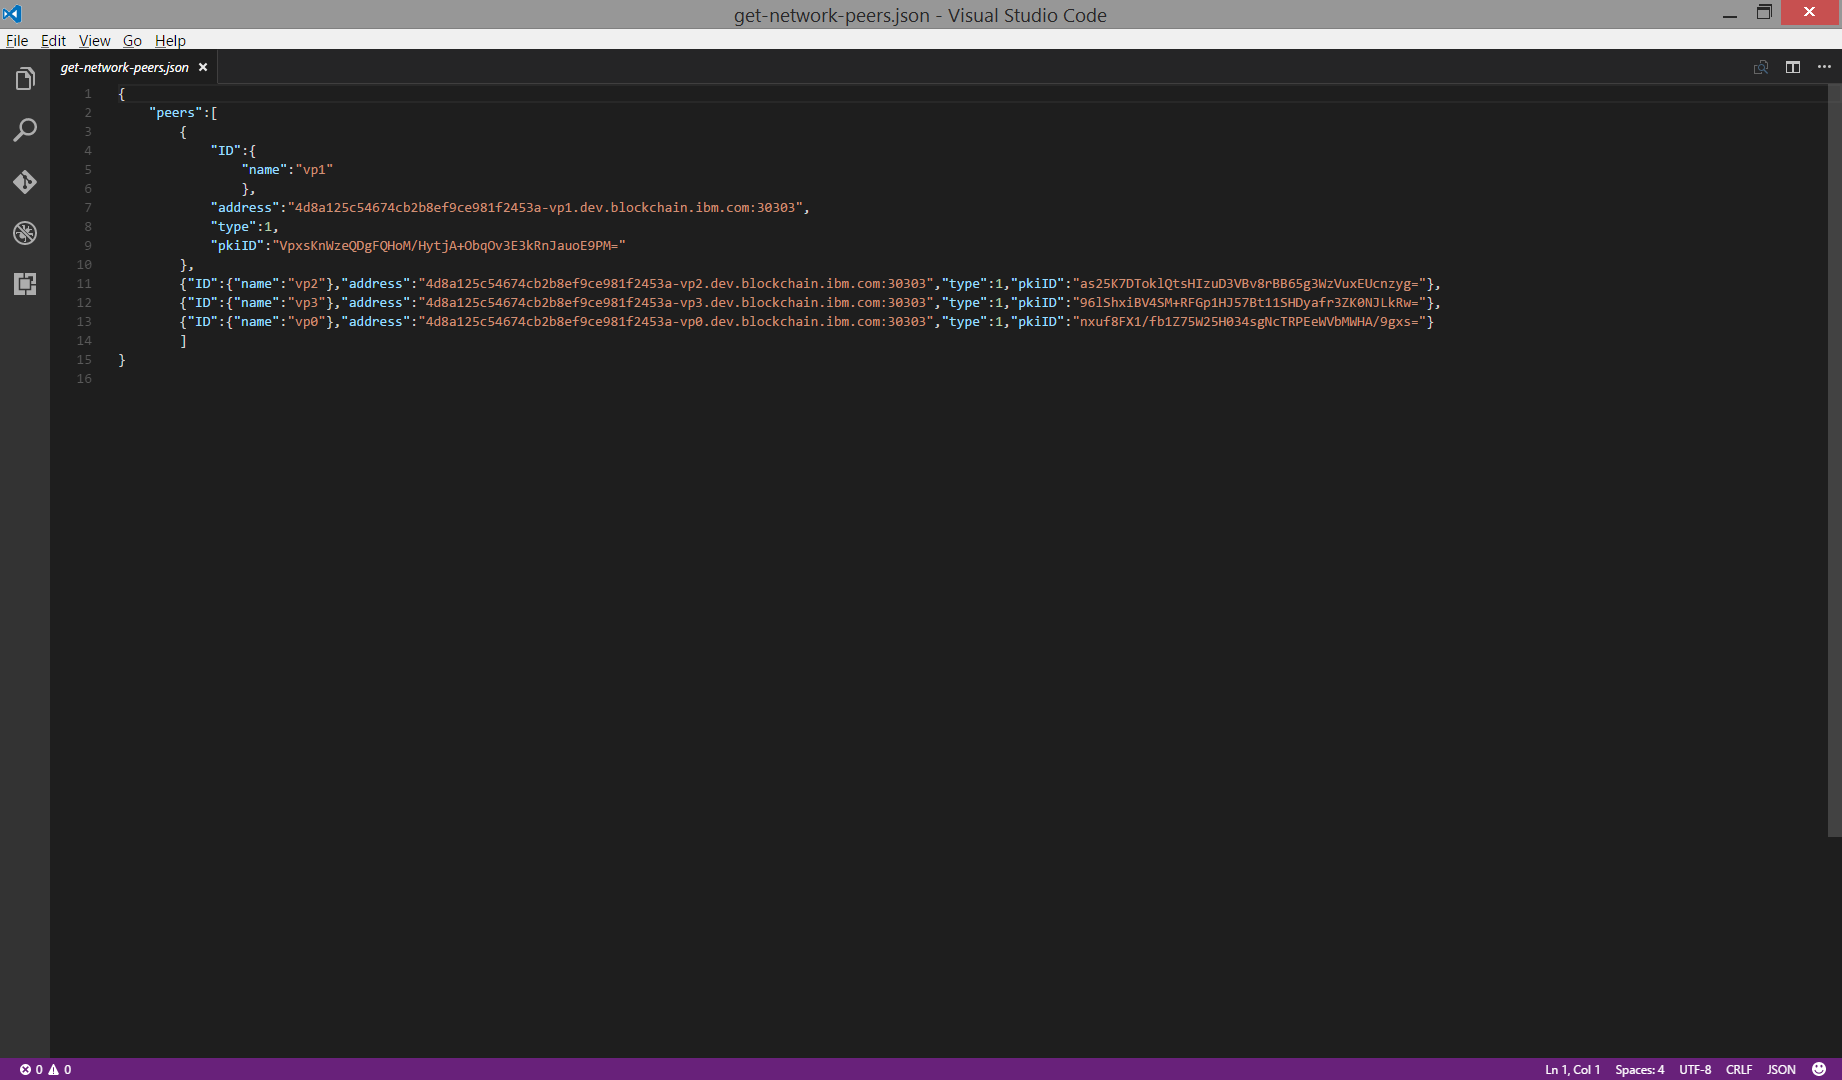 get-network-peers.json - Visual Studio Code
File Edit View Go Help
get-network-peers.json
1 {
2 "peers":[
3 {
4 "ID":{
5 "name":"vp1"
6 },
7 "address":"4d8a125c54674cb2b8ef9ce981f2453a-vp1.dev.blockchain.ibm.com:30303",
8 "type":1,
9 "pkiID":"VpxsKnWzeQDgFQHoM/HytjA+ObqOv3E3kRnJauoE9PM="
10 },
11 {"ID":{"name":"vp2"},"address":"4d8a125c54674cb2b8ef9ce981f2453a-vp2.dev.blockchain.ibm.com:30303","type":1,"pkiID":"as25K7DToklQtsHIzuD3VBv8rBB65g3WzVuxEUcnzyg="},
12 {"ID":{"name":"vp3"},"address":"4d8a125c54674cb2b8ef9ce981f2453a-vp3.dev.blockchain.ibm.com:30303","type":1,"pkiID":"96lShxiBV4SM+RFGp1HJ57Bt11SHDyafr3ZK0NJLkRw="},
13 {"ID":{"name":"vp0"},"address":"4d8a125c54674cb2b8ef9ce981f2453a-vp0.dev.blockchain.ibm.com:30303","type":1,"pkiID":"nxuf8FX1/fb1Z75W25H034sgNcTRPEeWVbMWHA/9gxs="}
14 ]
15 }
16
0 0 Ln 1, Col 1 Spaces: 4 UTF-8 CRLF JSON